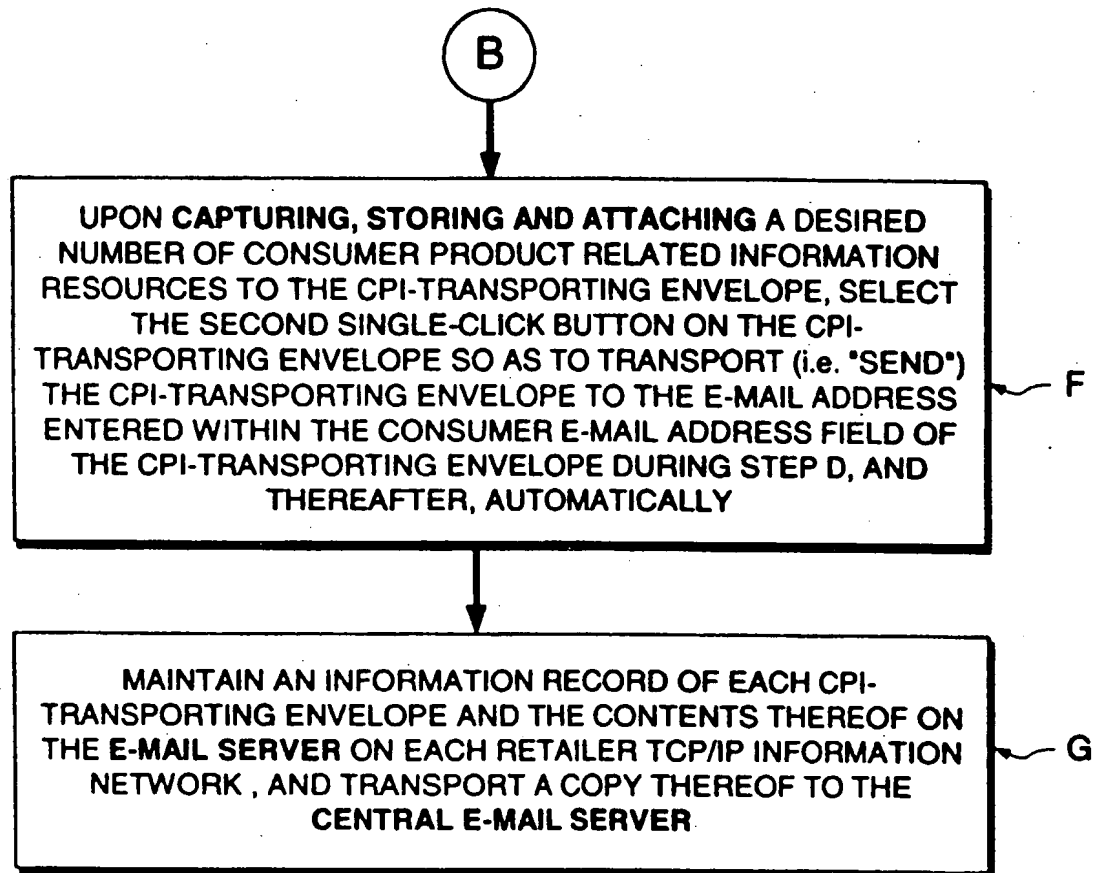 B
UPON CAPTURING, STORING AND ATTACHING A DESIRED
NUMBER OF CONSUMER PRODUCT RELATED INFORMATION
RESOURCES TO THE CPI-TRANSPORTING ENVELOPE, SELECT
THE SECOND SINGLE-CLICK BUTTON ON THE CPI-
TRANSPORTING ENVELOPE SO AS TO TRANSPORT (i.e. "SEND")
THE CPI-TRANSPORTING ENVELOPE TO THE E-MAIL ADDRESS
ENTERED WITHIN THE CONSUMER E-MAIL ADDRESS FIELD OF
THE CPI-TRANSPORTING ENVELOPE DURING STEP D, AND
THEREAFTER, AUTOMATICALLY
F
MAINTAIN AN INFORMATION RECORD OF EACH CPI-
TRANSPORTING ENVELOPE AND THE CONTENTS THEREOF ON
THE E-MAIL SERVER ON EACH RETAILER TCP/IP INFORMATION
NETWORK , AND TRANSPORT A COPY THEREOF TO THE
CENTRAL E-MAIL SERVER
G